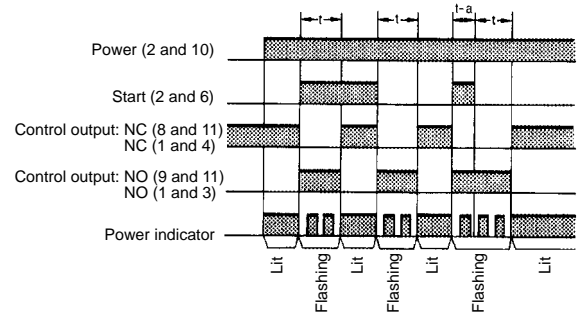 t-a
t
t
t
Power (2 and 10)
Start (2 and 6)
Control output: NC (8 and 11)
NC (1 and 4)
Control output: NO (9 and 11)
NO (1 and 3)
Power indicator
Lit
Flashing
Lit
Flashing
Lit
Flashing
Lit